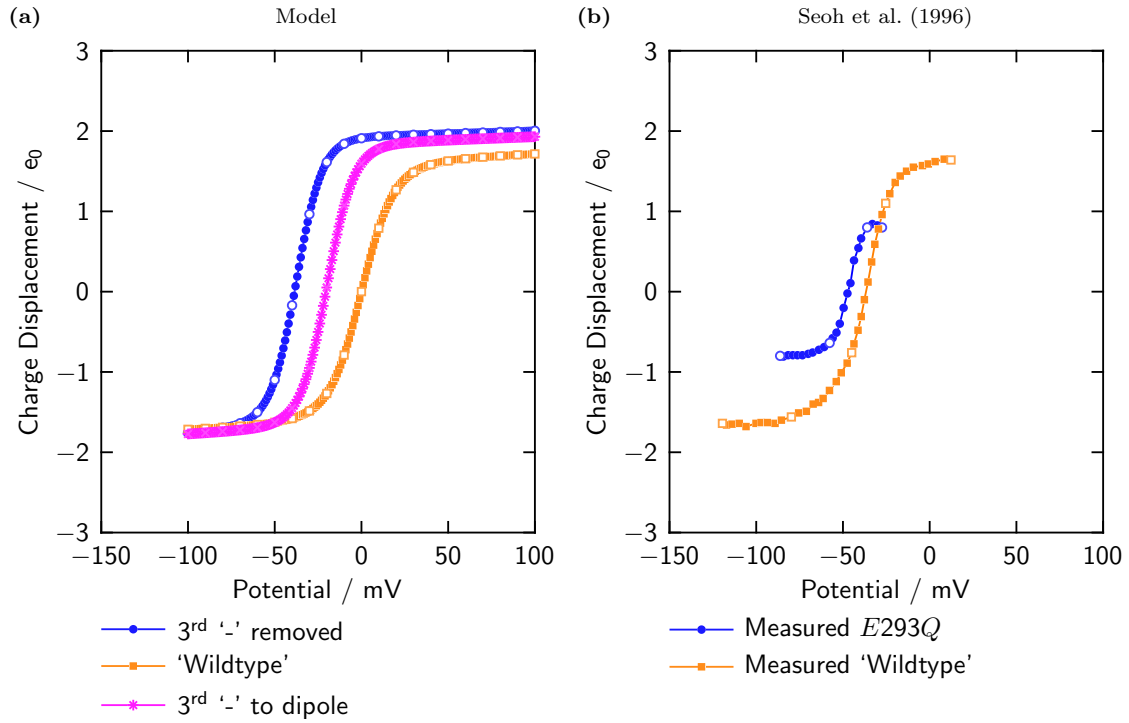 (a) Model
3
2
1
0
−1
−2
−3
−150 −100 −50 0 50 100
Charge Displacement / e0
Potential / mV
3rd ‘-’ removed
‘Wildtype’
3rd ‘-’ to dipole
(b) Seoh et al. (1996)
3
2
1
0
−1
−2
−3
−150 −100 −50 0 50 100
Charge Displacement / e0
Potential / mV
Measured E293Q
Measured ‘Wildtype’